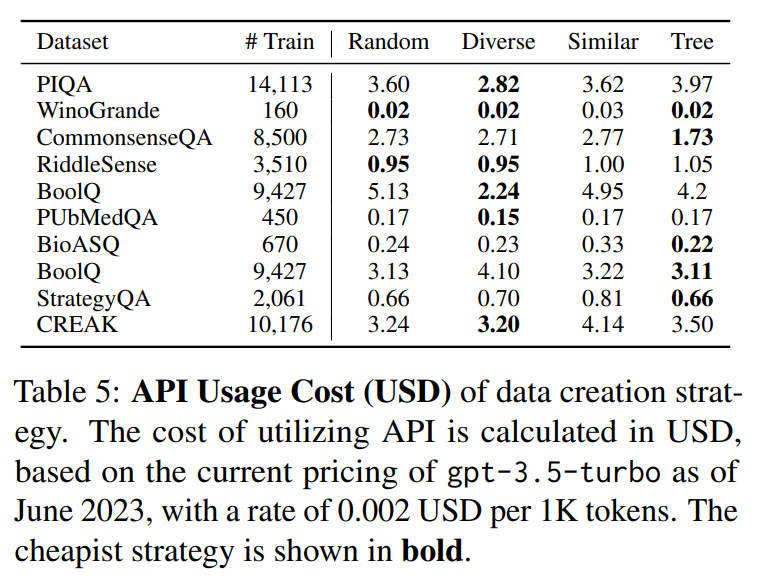 Dataset # Train Random Diverse Similar Tree
PIQA 14,113 3.60 2.82 3.62 3.97
WinoGrande 160 0.02 0.02 0.03 0.02
CommonsenseQA 8,500 2.73 2.71 2.77 1.73
RiddleSense 3,510 0.95 0.95 1.00 1.05
BoolQ 9,427 5.13 2.24 4.95 4.2
PUbMedQA 450 0.17 0.15 0.17 0.17
BioASQ 670 0.24 0.23 0.33 0.22
BoolQ 9,427 3.13 4.10 3.22 3.11
StrategyQA 2,061 0.66 0.70 0.81 0.66
CREAK 10,176 3.24 3.20 4.14 3.50
Table 5: API Usage Cost (USD) of data creation strat-
egy. The cost of utilizing API is calculated in USD,
based on the current pricing of gpt-3.5-turbo as of
June 2023, with a rate of 0.002 USD per 1K tokens. The
cheapist strategy is shown in bold.